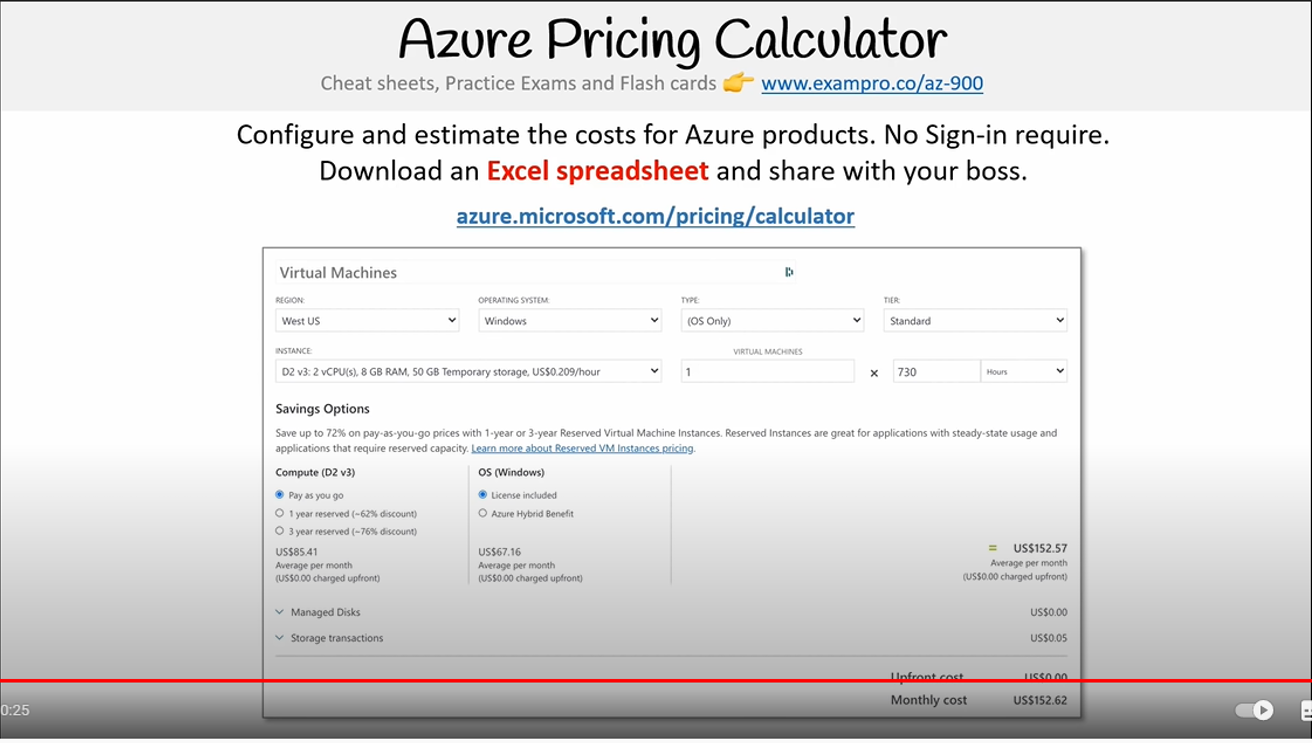 Azure Pricing Calculator
Cheat sheets, Practice Exams and Flash cards 👉 www.exampro.co/az-900
Configure and estimate the costs for Azure products. No Sign-in require.
Download an Excel spreadsheet and share with your boss.
azure.microsoft.com/pricing/calculator
Virtual Machines
REGION: OPERATING SYSTEM: TYPE: TIER:
West US Windows (OS Only) Standard
INSTANCE: VIRTUAL MACHINES
D2 v3: 2 vCPU(s), 8 GB RAM, 50 GB Temporary storage, US$0.209/hour 1 × 730 Hours
Savings Options
Save up to 72% on pay-as-you-go prices with 1-year or 3-year Reserved Virtual Machine Instances. Reserved Instances are great for applications with steady-state usage and
applications that require reserved capacity. Learn more about Reserved VM Instances pricing.
Compute (D2 v3) OS (Windows)
Pay as you go License included
1 year reserved (~62% discount) Azure Hybrid Benefit
3 year reserved (~76% discount)
US$85.41 US$67.16 = US$152.57
Average per month Average per month Average per month
(US$0.00 charged upfront) (US$0.00 charged upfront) (US$0.00 charged upfront)
Managed Disks US$0.00
Storage transactions US$0.05
Upfront cost US$0.00
Monthly cost US$152.62
0:25